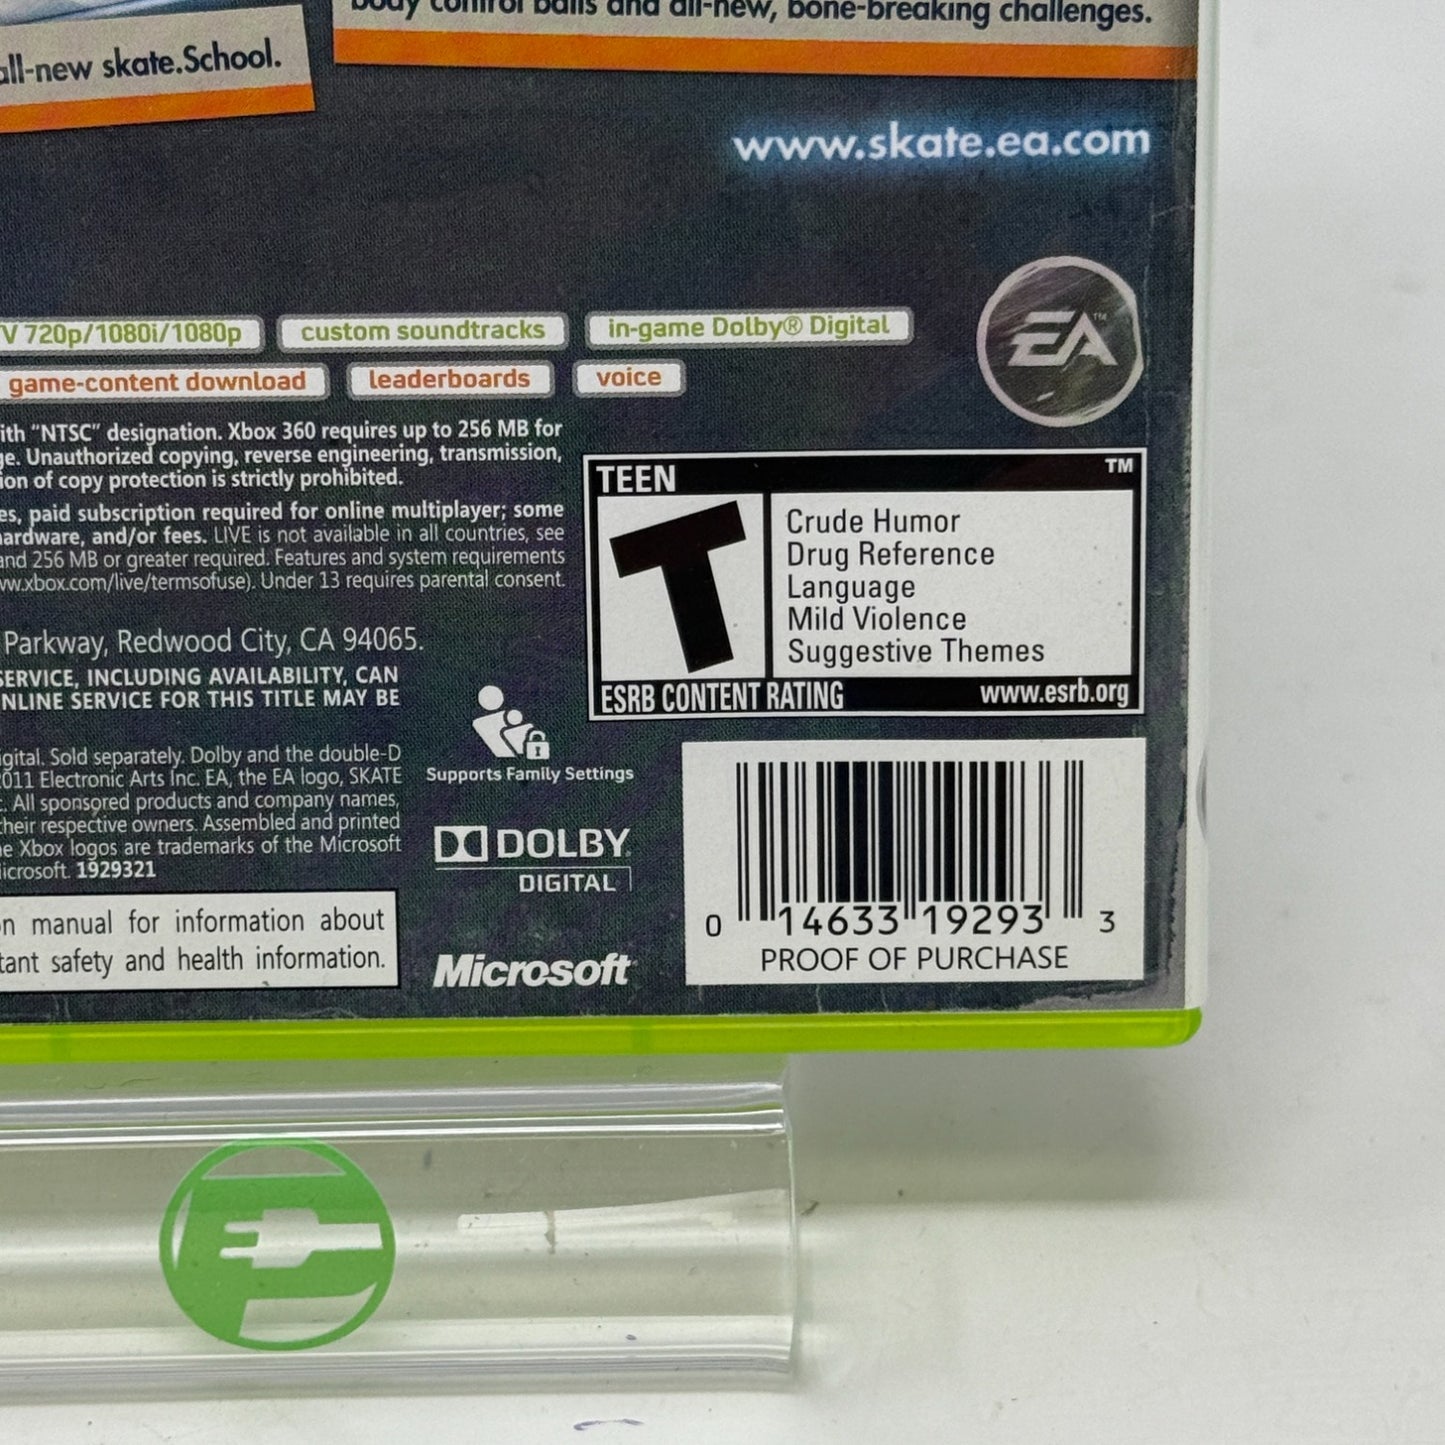 body control balls and all-new, bone-breaking challenges.
all-new skate.School.
www.skate.ea.com
EA™
V 720p/1080i/1080p
custom soundtracks
in-game Dolby® Digital
game-content download
leaderboards
voice
ith "NTSC" designation. Xbox 360 requires up to 256 MB for
ge. Unauthorized copying, reverse engineering, transmission,
ion of copy protection is strictly prohibited.
es, paid subscription required for online multiplayer; some
ardware, and/or fees. LIVE is not available in all countries, see
and 256 MB or greater required. Features and system requirements
ww.xbox.com/live/termsofuse). Under 13 requires parental consent.
Parkway, Redwood City, CA 94065.
SERVICE, INCLUDING AVAILABILITY, CAN
NLINE SERVICE FOR THIS TITLE MAY BE
igital. Sold separately. Dolby and the double-D
2011 Electronic Arts Inc. EA, the EA logo, SKATE
. All sponsored products and company names,
their respective owners. Assembled and printed
e Xbox logos are trademarks of the Microsoft
icrosoft. 1929321
n manual for information about
tant safety and health information.
Supports Family Settings
DOLBY
DIGITAL
Microsoft
TEEN
™
T
Crude Humor
Drug Reference
Language
Mild Violence
Suggestive Themes
ESRB CONTENT RATING
www.esrb.org
0 14633 19293 3
PROOF OF PURCHASE